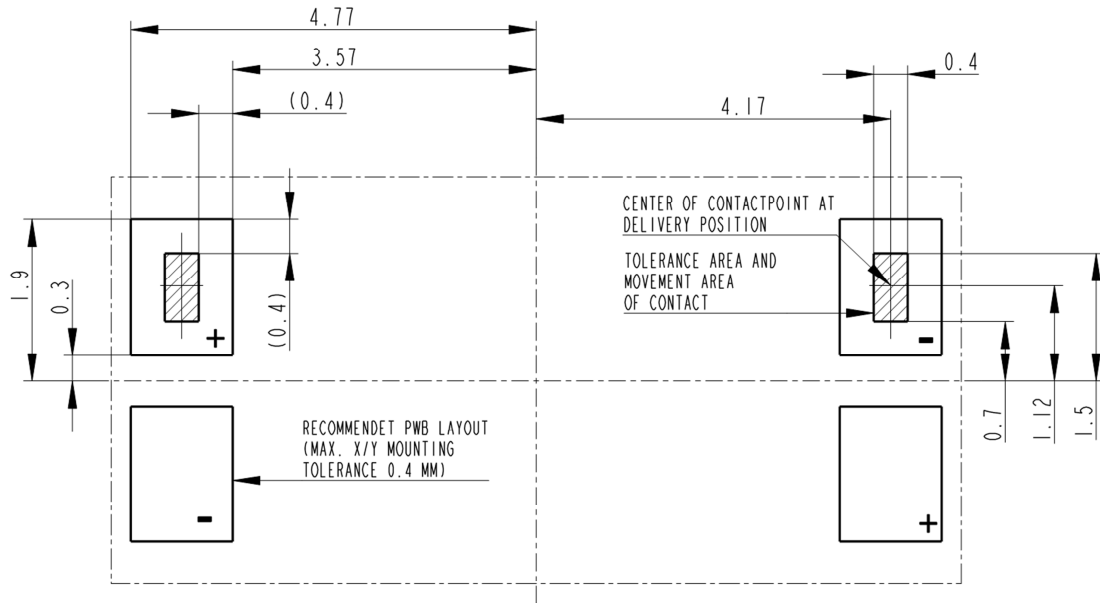 4.77
3.57
0.4
(0.4)
4.17
CENTER OF CONTACTPOINT AT
DELIVERY POSITION
TOLERANCE AREA AND
MOVEMENT AREA
OF CONTACT
1.9
0.3
(0.4)
+
-
0.7
1.12
1.5
RECOMMENDET PWB LAYOUT
(MAX. X/Y MOUNTING
TOLERANCE 0.4 MM)
-
+